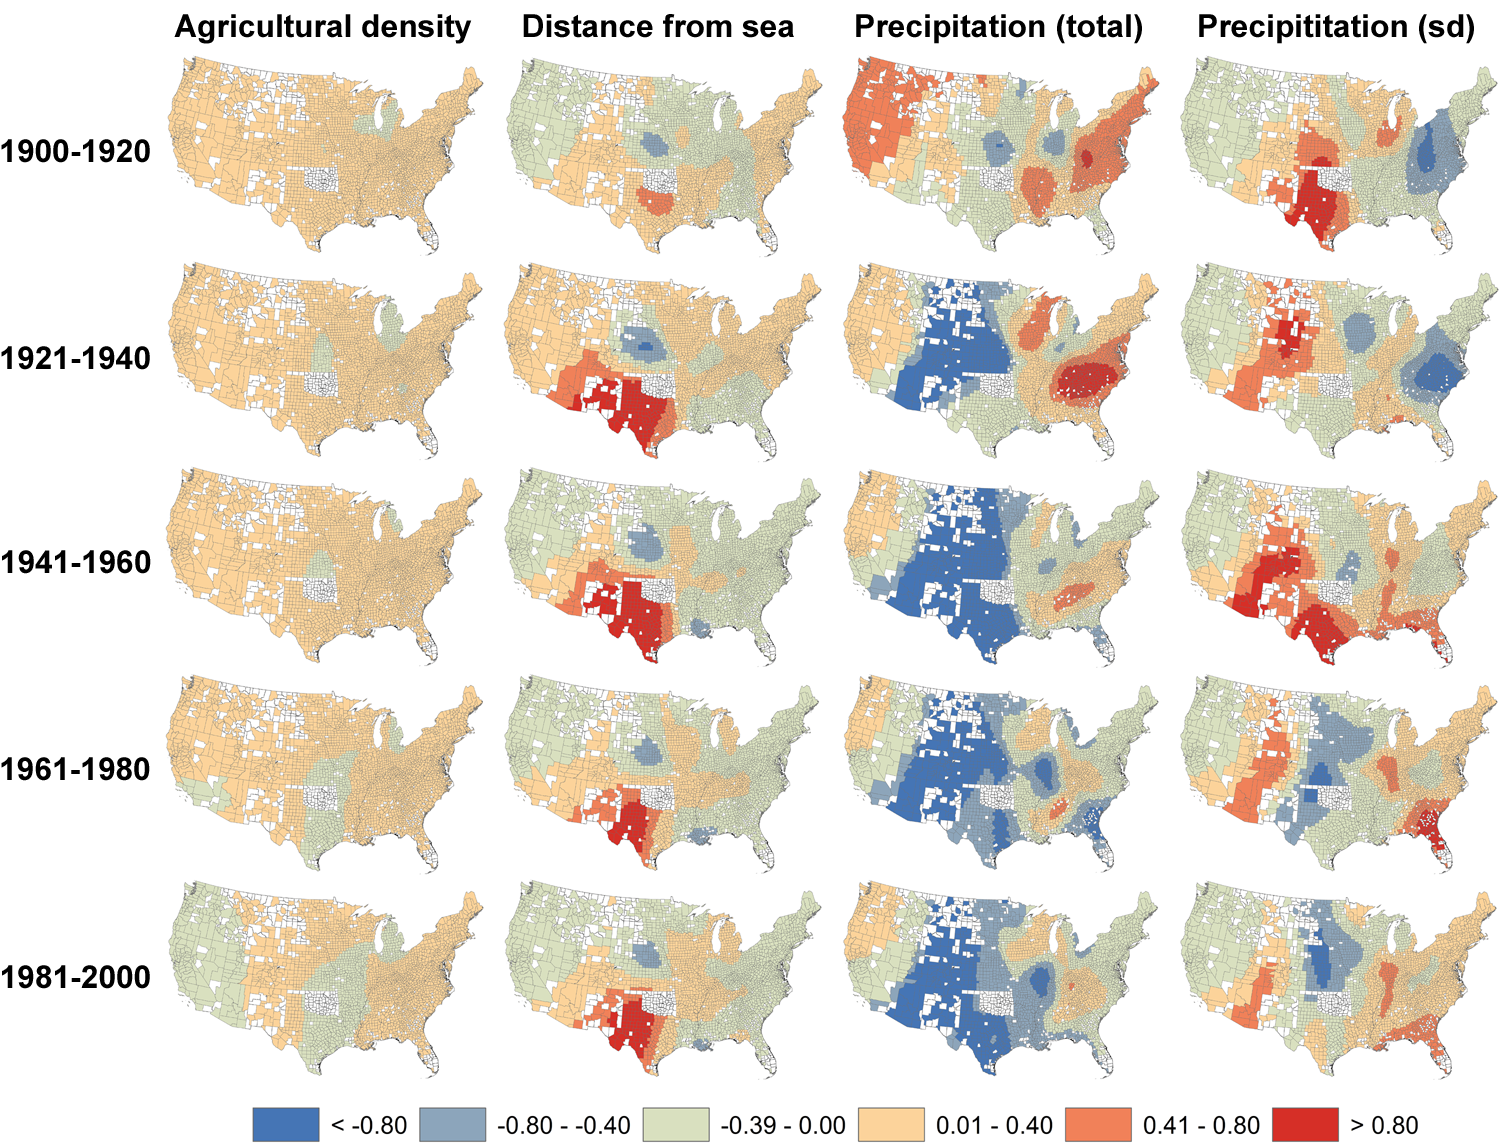 Agricultural density Distance from sea Precipitation (total) Precipititation (sd)
1900-1920
1921-1940
1941-1960
1961-1980
1981-2000
< -0.80 -0.80 - -0.40 -0.39 - 0.00 0.01 - 0.40 0.41 - 0.80 > 0.80